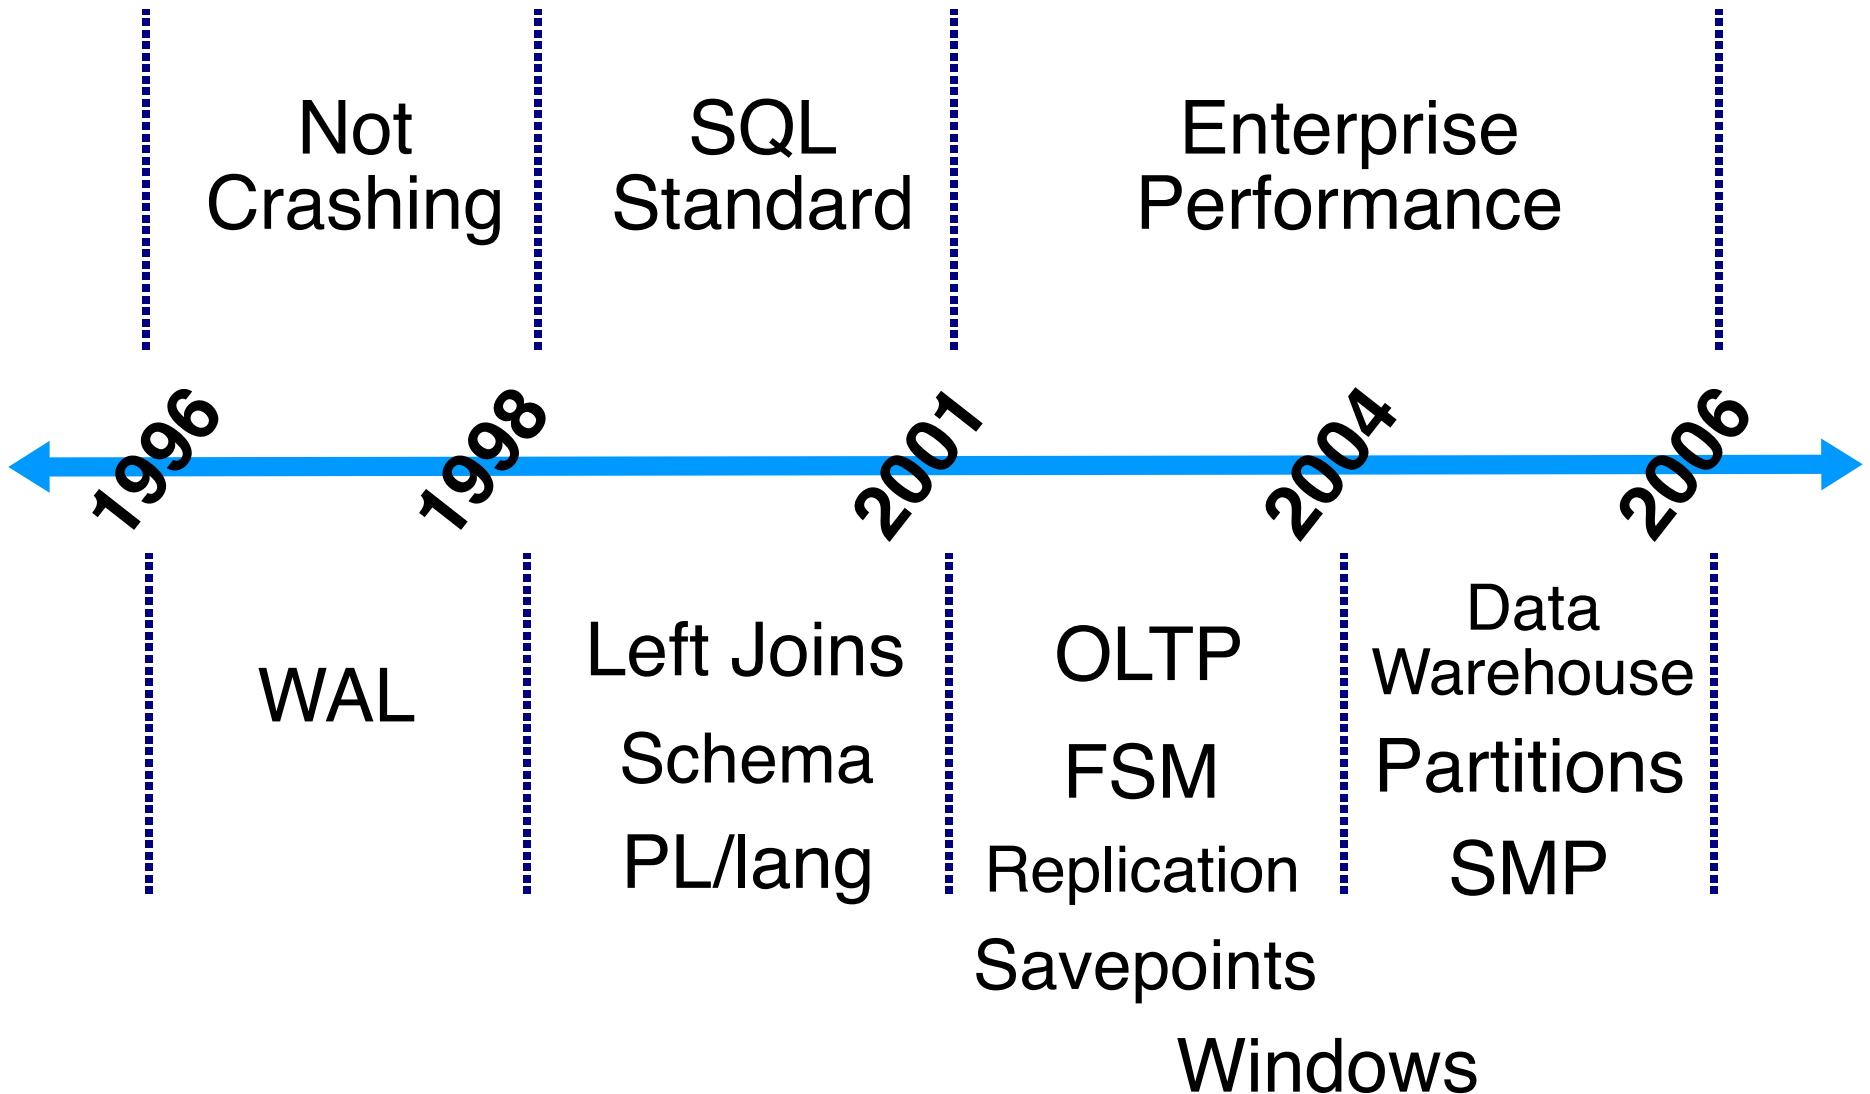 Not
Crashing
SQL
Standard
Enterprise
Performance
1996
1998
2001
2004
2006
WAL
Left Joins
Schema
PL/lang
OLTP
FSM
Replication
Savepoints
Data
Warehouse
Partitions
SMP
Windows